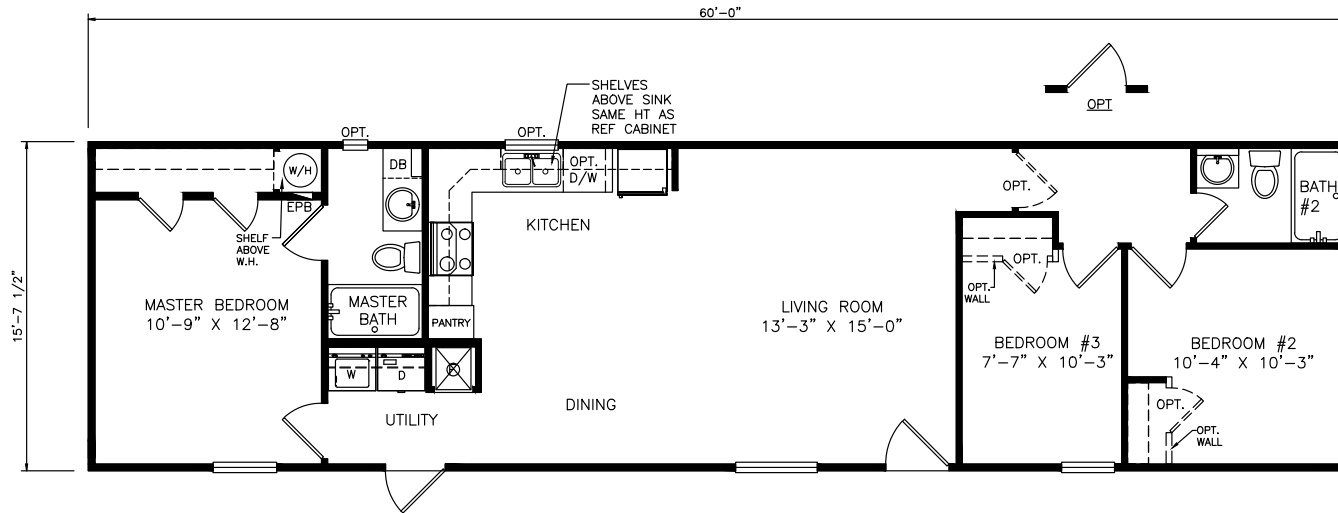 60'-0"
OPT
SHELVES
ABOVE SINK
SAME HT AS
REF CABINET
OPT.
OPT.
15'-7 1/2"
W/H
DB
OPT.
D/W
OPT.
BATH
#2
EPB
SHELF
ABOVE
W.H.
KITCHEN
OPT.
OPT.
WALL
MASTER BEDROOM
10'-9" X 12'-8"
MASTER
BATH
PANTRY
LIVING ROOM
13'-3" X 15'-0"
BEDROOM #3
7'-7" X 10'-3"
BEDROOM #2
10'-4" X 10'-3"
W
D
F
UTILITY
DINING
OPT.
OPT.
WALL